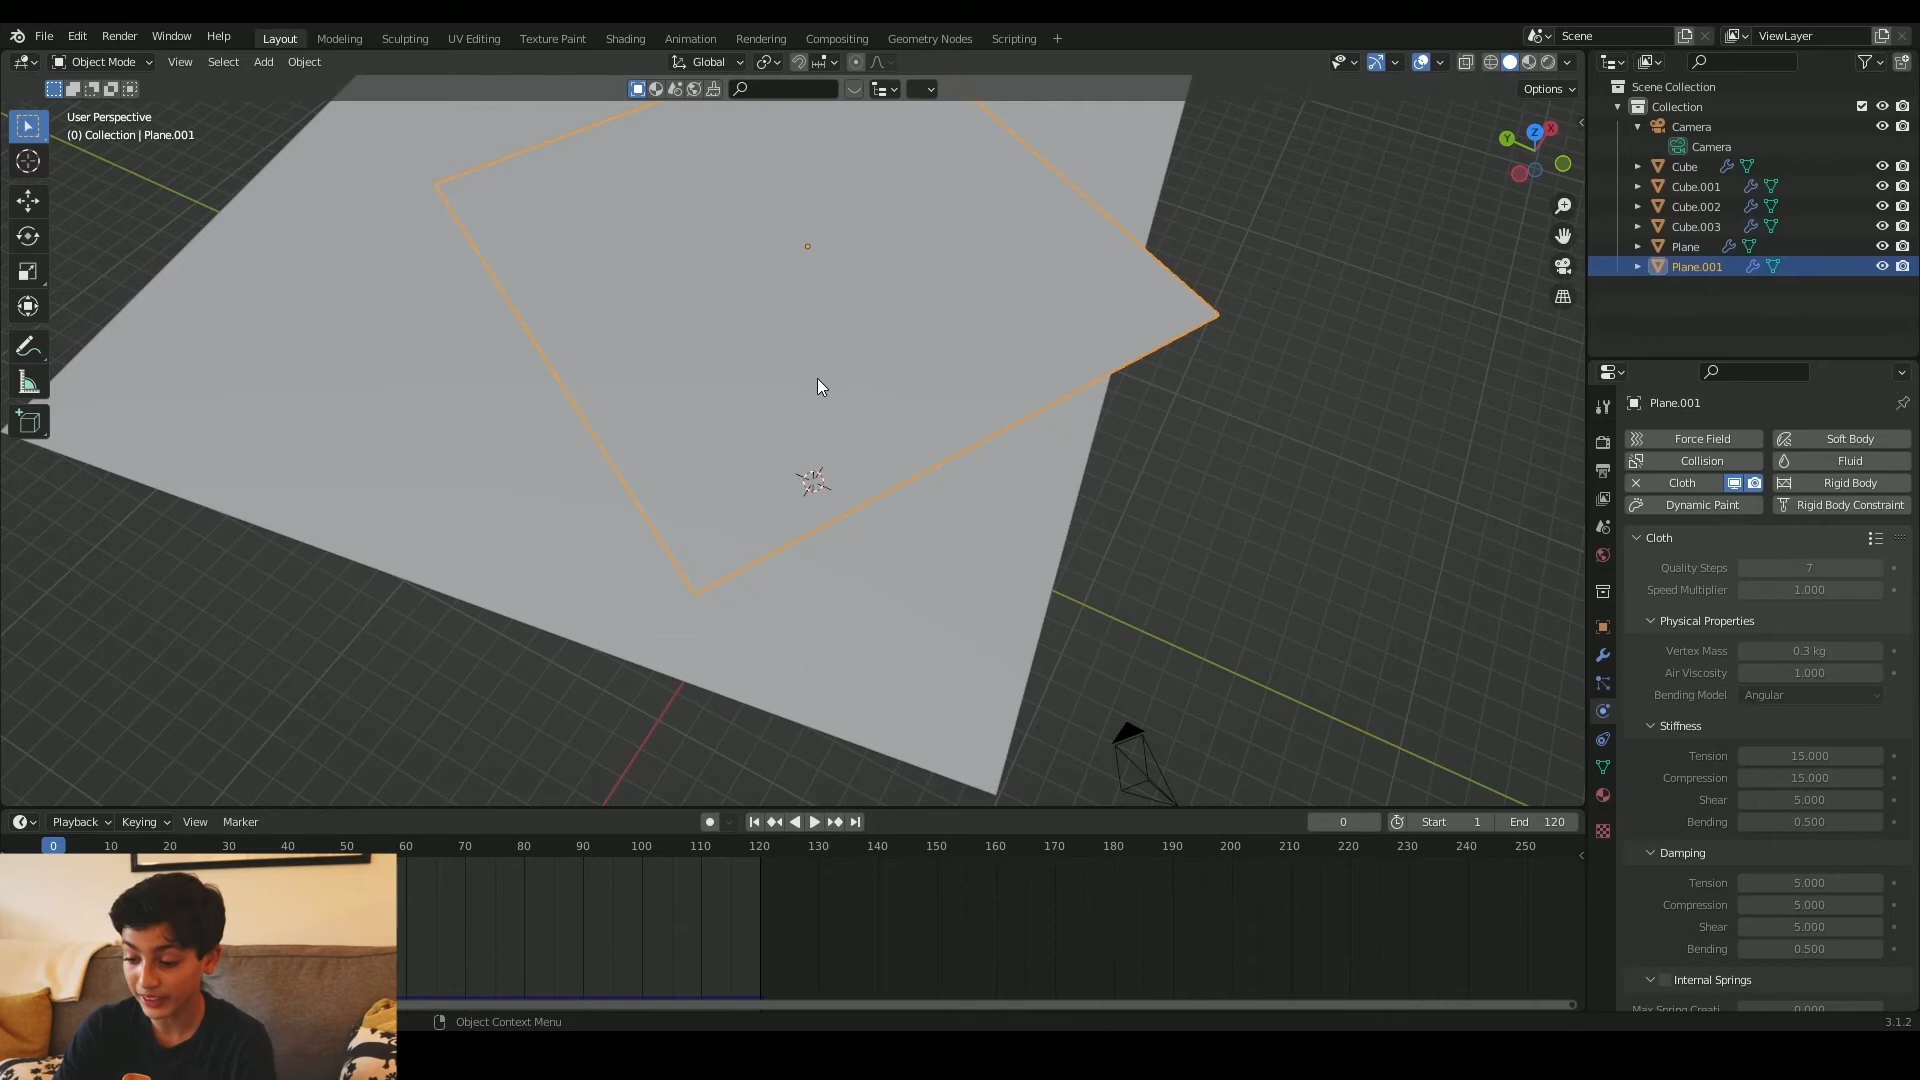 File Edit Render Window Help
Layout Modeling Sculpting UV Editing Texture Paint Shading Animation Rendering Compositing Geometry Nodes Scripting +
Scene
ViewLayer
Object Mode View Select Add Object
Global
Options
User Perspective
(0) Collection | Plane.001
Z
X
Y
Scene Collection
Collection
Camera
Camera
Cube
Cube.001
Cube.002
Cube.003
Plane
Plane.001
Plane.001
Force Field Soft Body
Collision Fluid
Cloth Rigid Body
Dynamic Paint Rigid Body Constraint
Cloth
Quality Steps 7
Speed Multiplier 1.000
Physical Properties
Vertex Mass 0.3 kg
Air Viscosity 1.000
Bending Model Angular
Stiffness
Tension 15.000
Compression 15.000
Shear 5.000
Bending 0.500
Damping
Tension 5.000
Compression 5.000
Shear 5.000
Bending 0.500
Internal Springs
Max Spring Creati 0.000
Playback Keying View Marker
0 Start 1 End 120
0 10 20 30 40 50 60 70 80 90 100 110 120 130 140 150 160 170 180 190 200 210 220 230 240 250
Object Context Menu
3.1.2